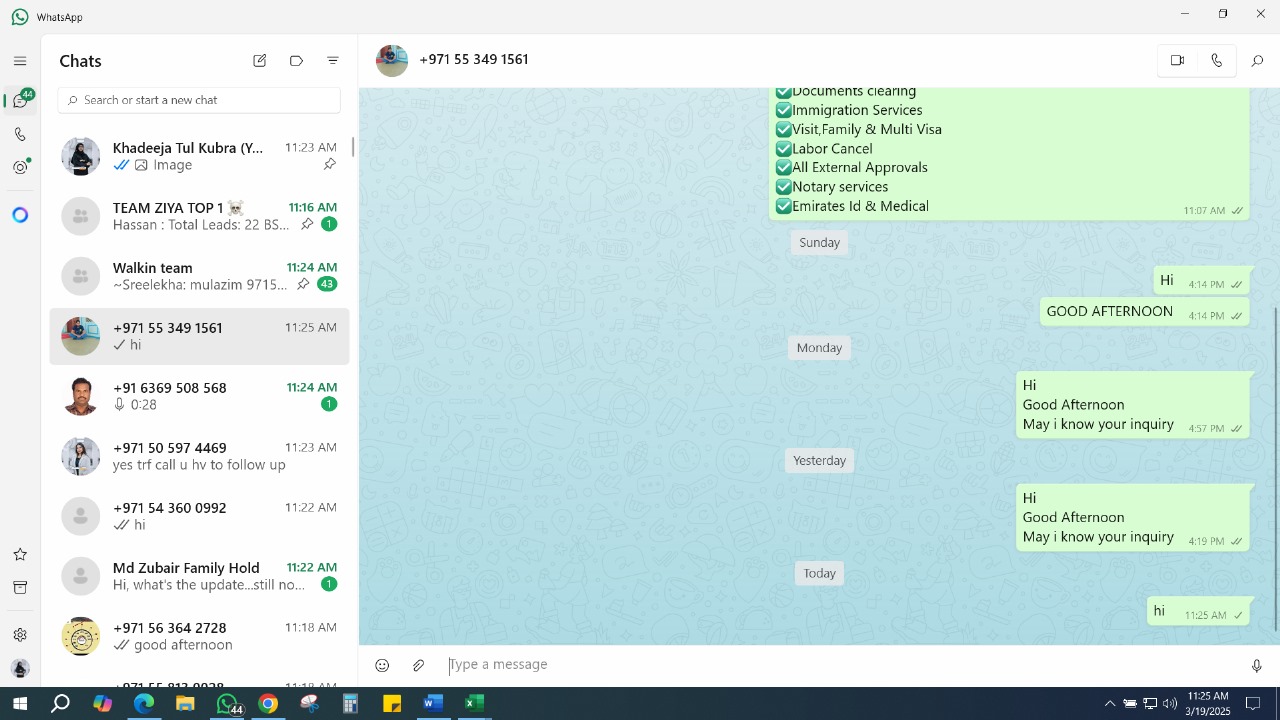 WhatsApp
44
Chats
Search or start a new chat
Khadeeja Tul Kubra (Y... 11:23 AM
Image
TEAM ZIYA TOP 1 ☠️ 11:16 AM
Hassan : Total Leads: 22 BS... 1
Walkin team 11:24 AM
~Sreelekha: mulazim 9715... 43
+971 55 349 1561 11:25 AM
hi
+91 6369 508 568 11:24 AM
0:28 1
+971 50 597 4469 11:23 AM
yes trf call u hv to follow up
+971 54 360 0992 11:22 AM
hi
Md Zubair Family Hold 11:22 AM
Hi, what's the update...still no... 1
+971 56 364 2728 11:18 AM
good afternoon
+971 55 349 1561
✅Documents clearing
✅Immigration Services
✅Visit,Family & Multi Visa
✅Labor Cancel
✅All External Approvals
✅Notary services
✅Emirates Id & Medical 11:07 AM
Sunday
Hi 4:14 PM
GOOD AFTERNOON 4:14 PM
Monday
Hi
Good Afternoon
May i know your inquiry 4:57 PM
Yesterday
Hi
Good Afternoon
May i know your inquiry 4:19 PM
Today
hi 11:25 AM
Type a message
44
11:25 AM
3/19/2025